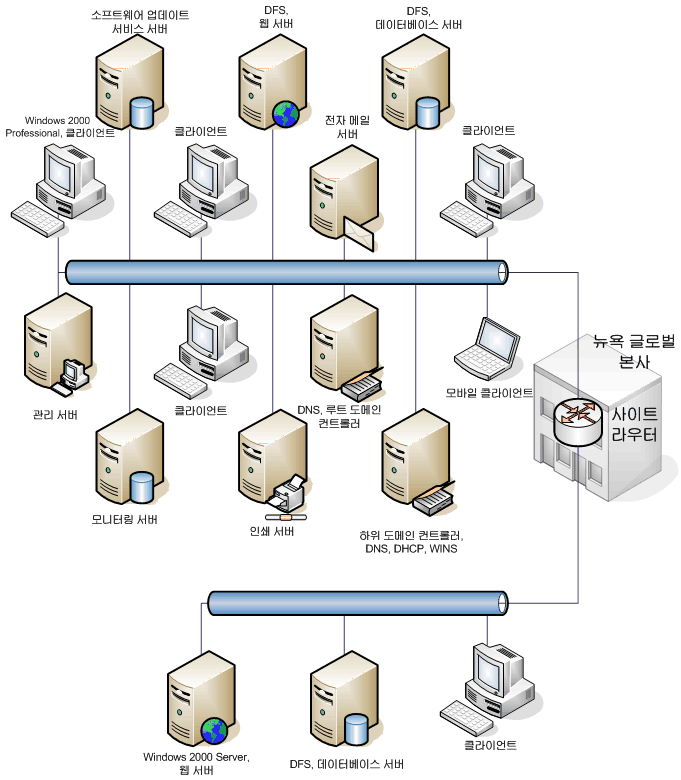 소프트웨어 업데이트
서비스 서버
DFS,
웹 서버
DFS,
데이터베이스 서버
Windows 2000
Professional, 클라이언트
클라이언트
전자 메일
서버
클라이언트
관리 서버
클라이언트
DNS, 루트 도메인
컨트롤러
모바일 클라이언트
뉴욕 글로벌
본사
사이트
라우터
모니터링 서버
인쇄 서버
하위 도메인 컨트롤러,
DNS, DHCP, WINS
Windows 2000 Server,
웹 서버
DFS, 데이터베이스 서버
클라이언트